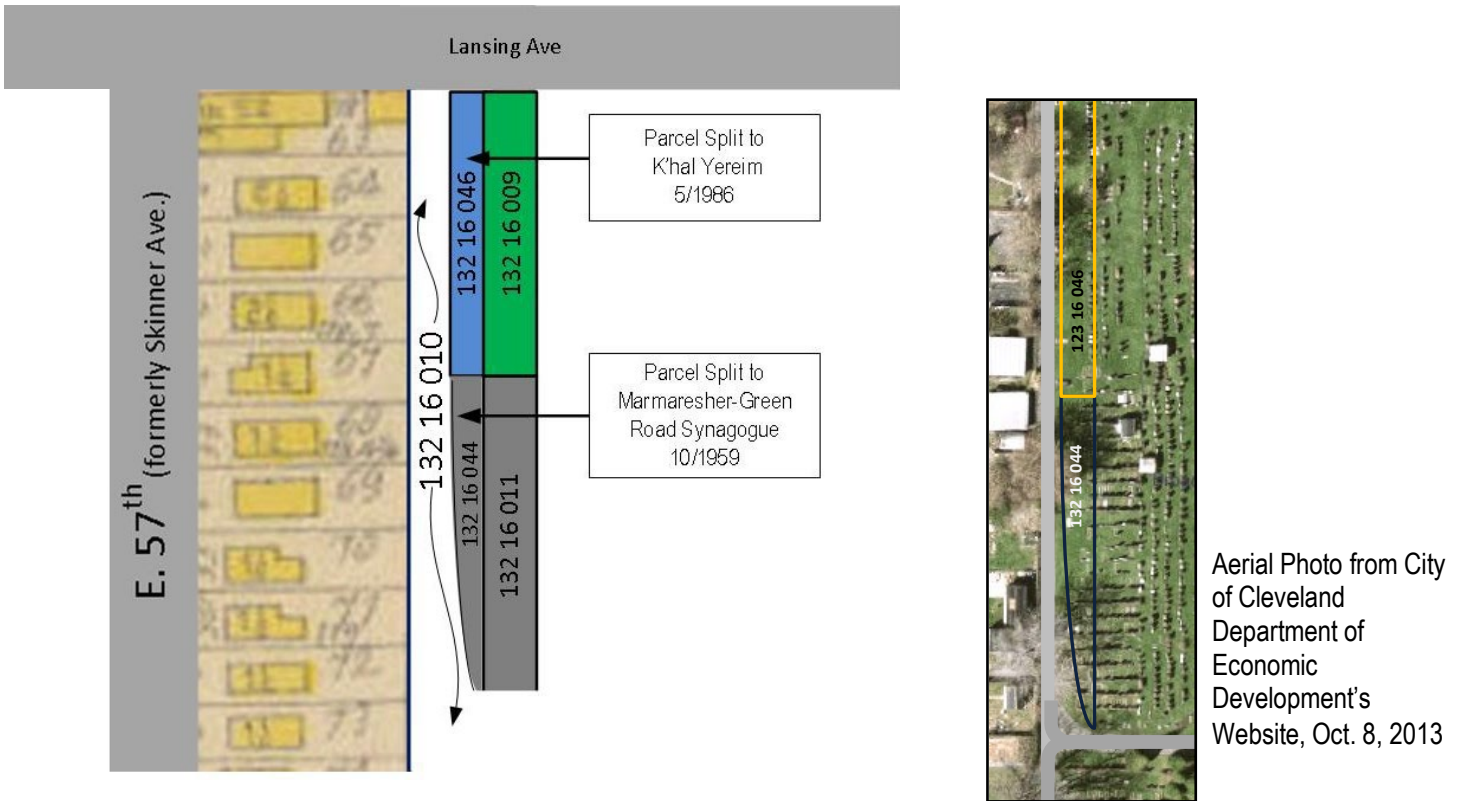 Lansing Ave
E. 57th (formerly Skinner Ave.)
65
69
72
73
132 16 010
132 16 046
132 16 009
132 16 044
132 16 011
Parcel Split to
K'hal Yereim
5/1986
Parcel Split to
Marmaresher-Green
Road Synagogue
10/1959
123 16 046
132 16 044
Aerial Photo from City
of Cleveland
Department of
Economic
Development's
Website, Oct. 8, 2013